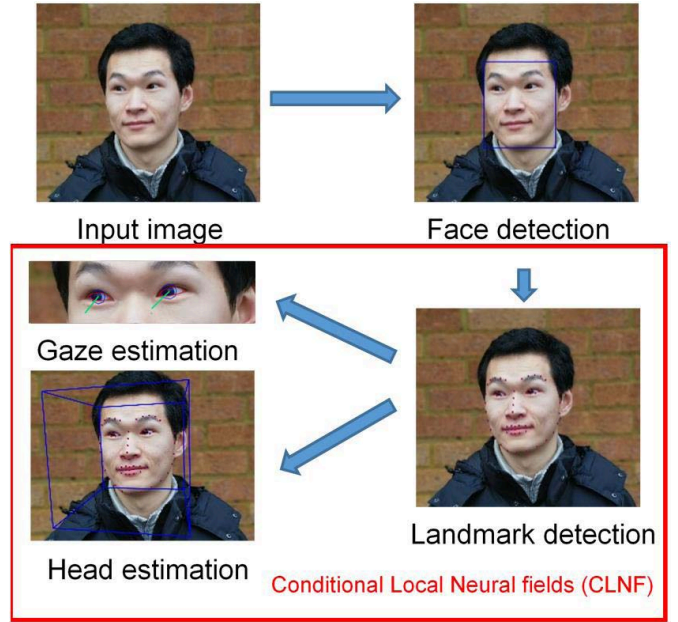 Input image
Face detection
Gaze estimation
Landmark detection
Head estimation
Conditional Local Neural fields (CLNF)